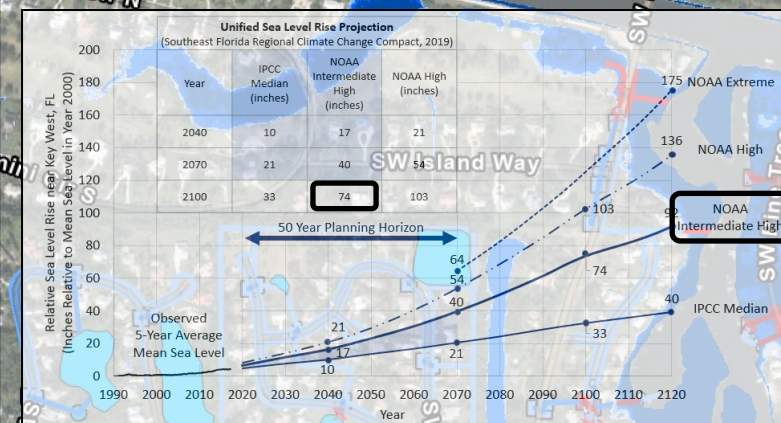 Unified Sea Level Rise Projection
(Southeast Florida Regional Climate Change Compact, 2019)
Year
IPCC Median (inches)
NOAA Intermediate High (inches)
NOAA High (inches)
2040 10 17 21
2070 21 40 54
2100 33 74 103
Relative Sea Level Rise near Key West, FL
(Inches Relative to Mean Sea Level in Year 2000)
200
180
160
140
120
100
80
60
40
20
0
SW Island Way
50 Year Planning Horizon
Observed
5-Year Average
Mean Sea Level
175 NOAA Extreme
136 NOAA High
103
NOAA
Intermediate High
74
64
54
40
21
40 IPCC Median
33
21
17
10
1990 2000 2010 2020 2030 2040 2050 2060 2070 2080 2090 2100 2110 2120
Year
SW
SW
SW